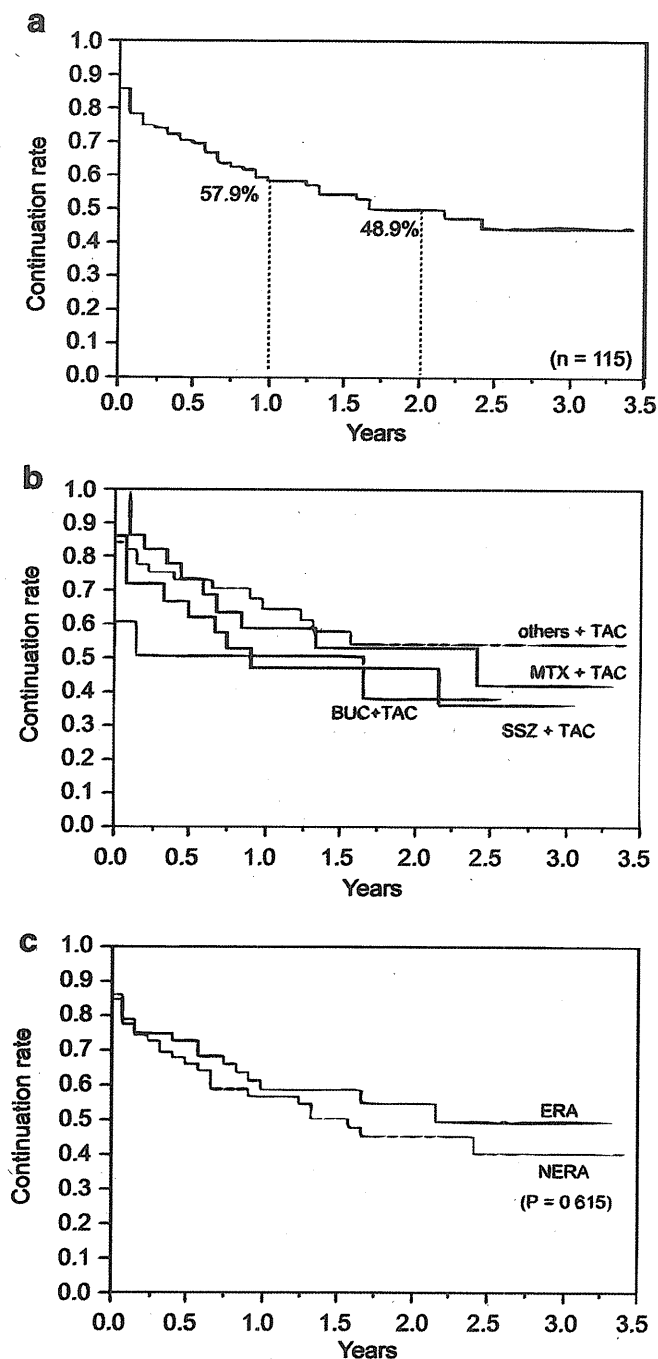 a
Continuation rate
1.0
0.9
0.8
0.7
0.6
0.5
0.4
0.3
0.2
0.1
0.0
57.9%
48.9%
(n = 115)
0.0 0.5 1.0 1.5 2.0 2.5 3.0 3.5
Years
b
Continuation rate
1.0
0.9
0.8
0.7
0.6
0.5
0.4
0.3
0.2
0.1
0.0
others + TAC
MTX + TAC
BUC+TAC
SSZ + TAC
0.0 0.5 1.0 1.5 2.0 2.5 3.0 3.5
Years
c
Continuation rate
1.0
0.9
0.8
0.7
0.6
0.5
0.4
0.3
0.2
0.1
0.0
ERA
NERA
(P = 0 615)
0.0 0.5 1.0 1.5 2.0 2.5 3.0 3.5
Years